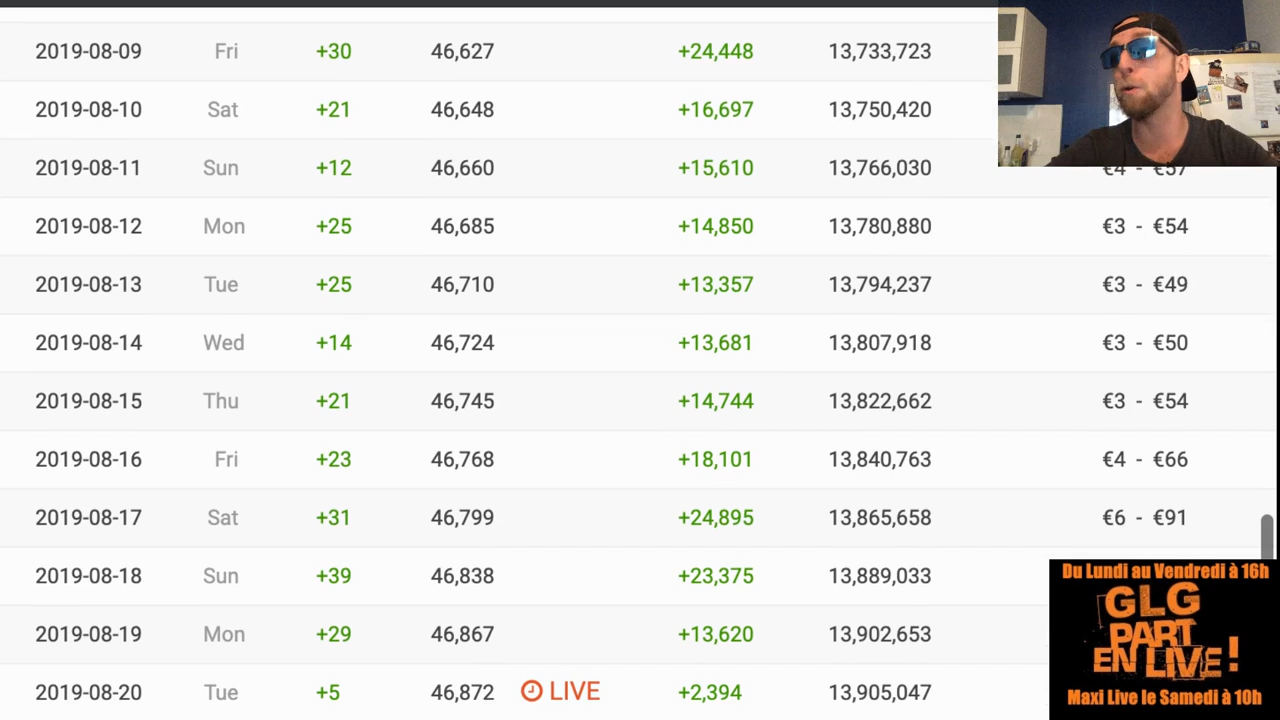 2019-08-09 Fri +30 46,627 +24,448 13,733,723
2019-08-10 Sat +21 46,648 +16,697 13,750,420
2019-08-11 Sun +12 46,660 +15,610 13,766,030 €4 - €57
2019-08-12 Mon +25 46,685 +14,850 13,780,880 €3 - €54
2019-08-13 Tue +25 46,710 +13,357 13,794,237 €3 - €49
2019-08-14 Wed +14 46,724 +13,681 13,807,918 €3 - €50
2019-08-15 Thu +21 46,745 +14,744 13,822,662 €3 - €54
2019-08-16 Fri +23 46,768 +18,101 13,840,763 €4 - €66
2019-08-17 Sat +31 46,799 +24,895 13,865,658 €6 - €91
2019-08-18 Sun +39 46,838 +23,375 13,889,033
2019-08-19 Mon +29 46,867 +13,620 13,902,653
2019-08-20 Tue +5 46,872 LIVE +2,394 13,905,047
Du Lundi au Vendredi à 16h
GLG
PART
EN LIVE !
Maxi Live le Samedi à 10h